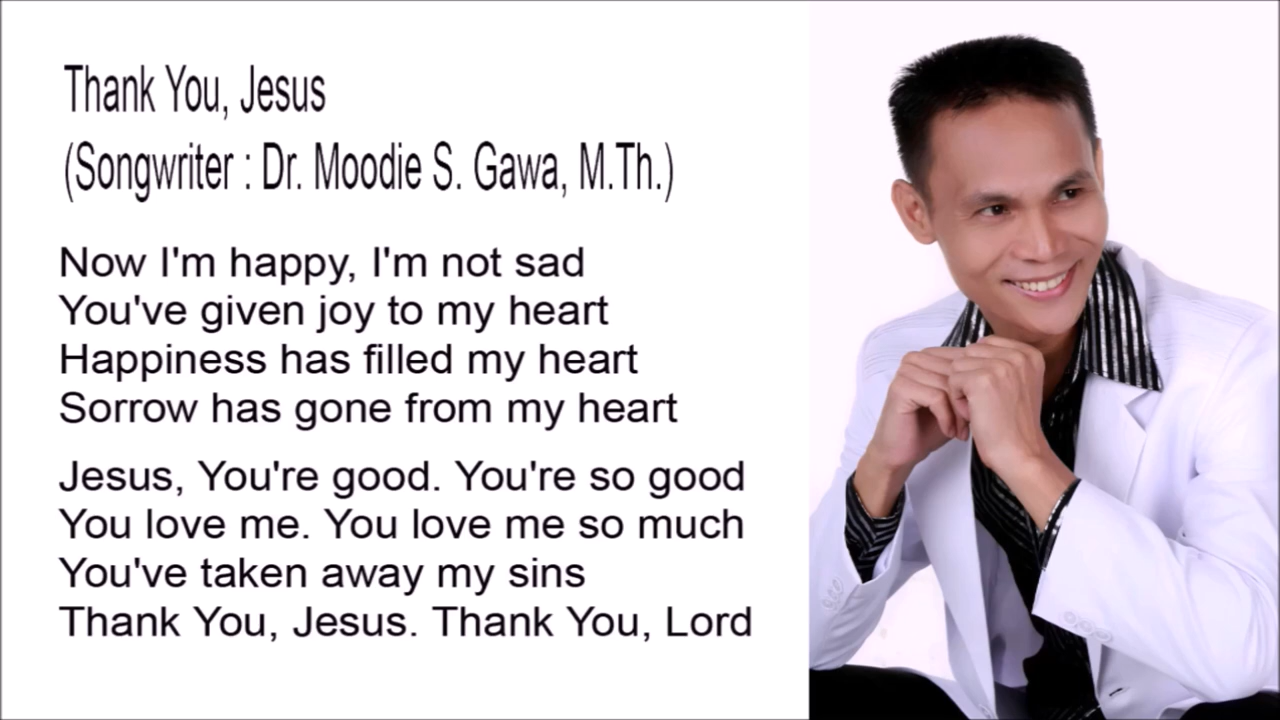 Thank You, Jesus
(Songwriter : Dr. Moodie S. Gawa, M.Th.)
Now I'm happy, I'm not sad
You've given joy to my heart
Happiness has filled my heart
Sorrow has gone from my heart
Jesus, You're good. You're so good
You love me. You love me so much
You've taken away my sins
Thank You, Jesus. Thank You, Lord